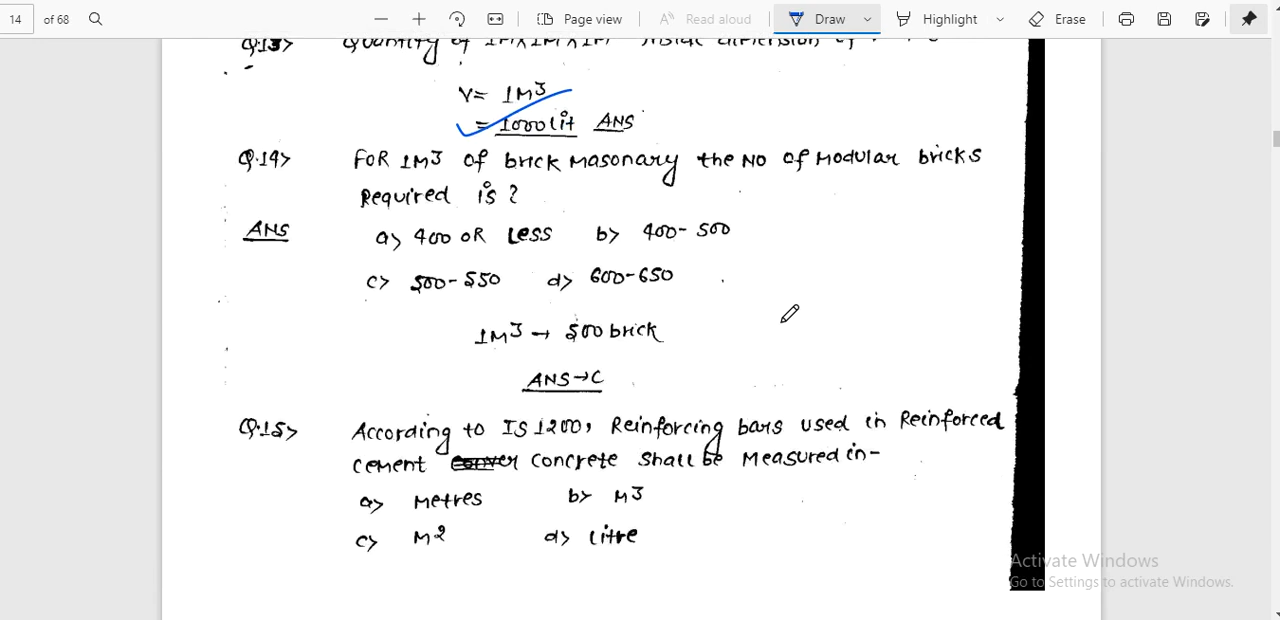 14 of 68 Page view Read aloud Draw Highlight Erase
Q.13> Quantity of
V= 1M3
= 1000 Lit ANS
Q.14> FOR 1M3 of brick masonary the NO of Modular bricks
Required is?
ANS a> 400 OR Less b> 400-500
c> 500-550 d> 600-650
1M3 → 500 brick
ANS→C
Q.15> According to IS 1200, Reinforcing bars used in Reinforced
cement concrete shall be Measured in-
a> Metres b> M3
c> M2 d> Litre
Activate Windows
Go to Settings to activate Windows.